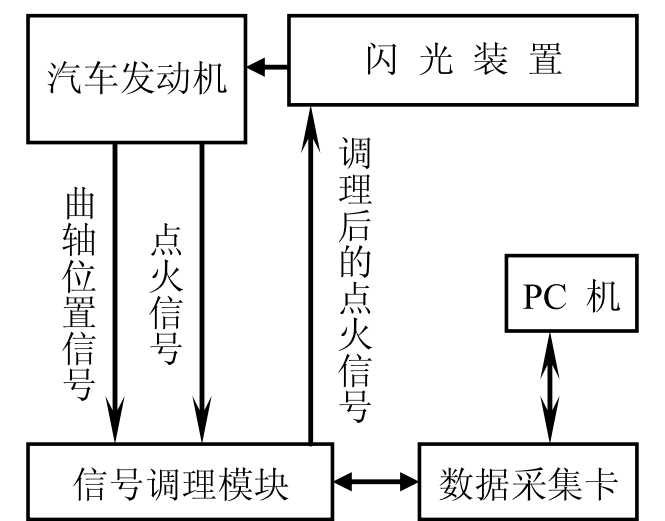 汽车发动机
闪光装置
曲轴位置信号
点火信号
调理后的点火信号
PC 机
信号调理模块
数据采集卡